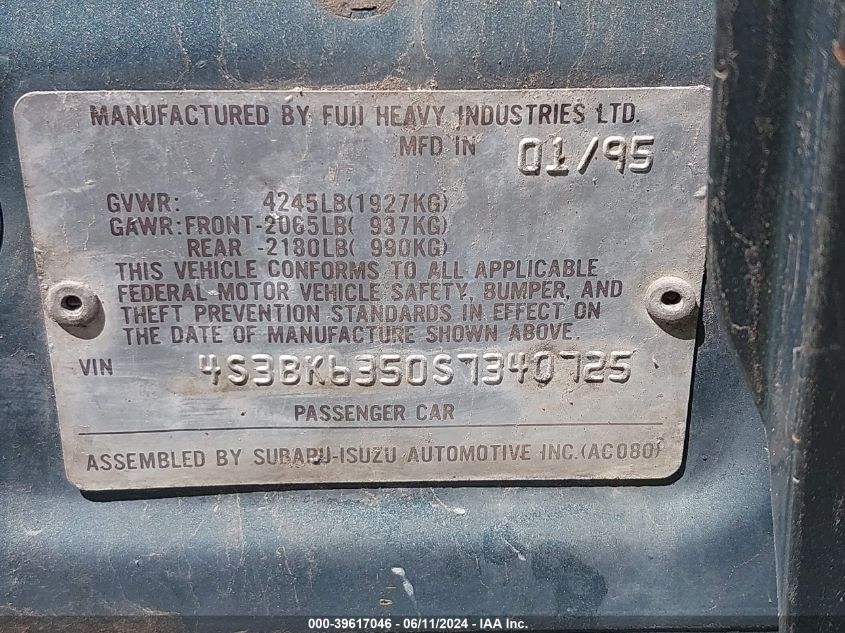 MANUFACTURED BY FUJI HEAVY INDUSTRIES LTD.
MFD IN 01/95
GVWR: 4245LB(1927KG)
GAWR:FRONT-2065LB( 937KG)
REAR -2180LB( 990KG)
THIS VEHICLE CONFORMS TO ALL APPLICABLE
FEDERAL MOTOR VEHICLE SAFETY, BUMPER, AND
THEFT PREVENTION STANDARDS IN EFFECT ON
THE DATE OF MANUFACTURE SHOWN ABOVE.
VIN 4S3BK6350S7340725
PASSENGER CAR
ASSEMBLED BY SUBARU-ISUZU AUTOMOTIVE INC.(AC080)
000-39617046 - 06/11/2024 - IAA Inc.